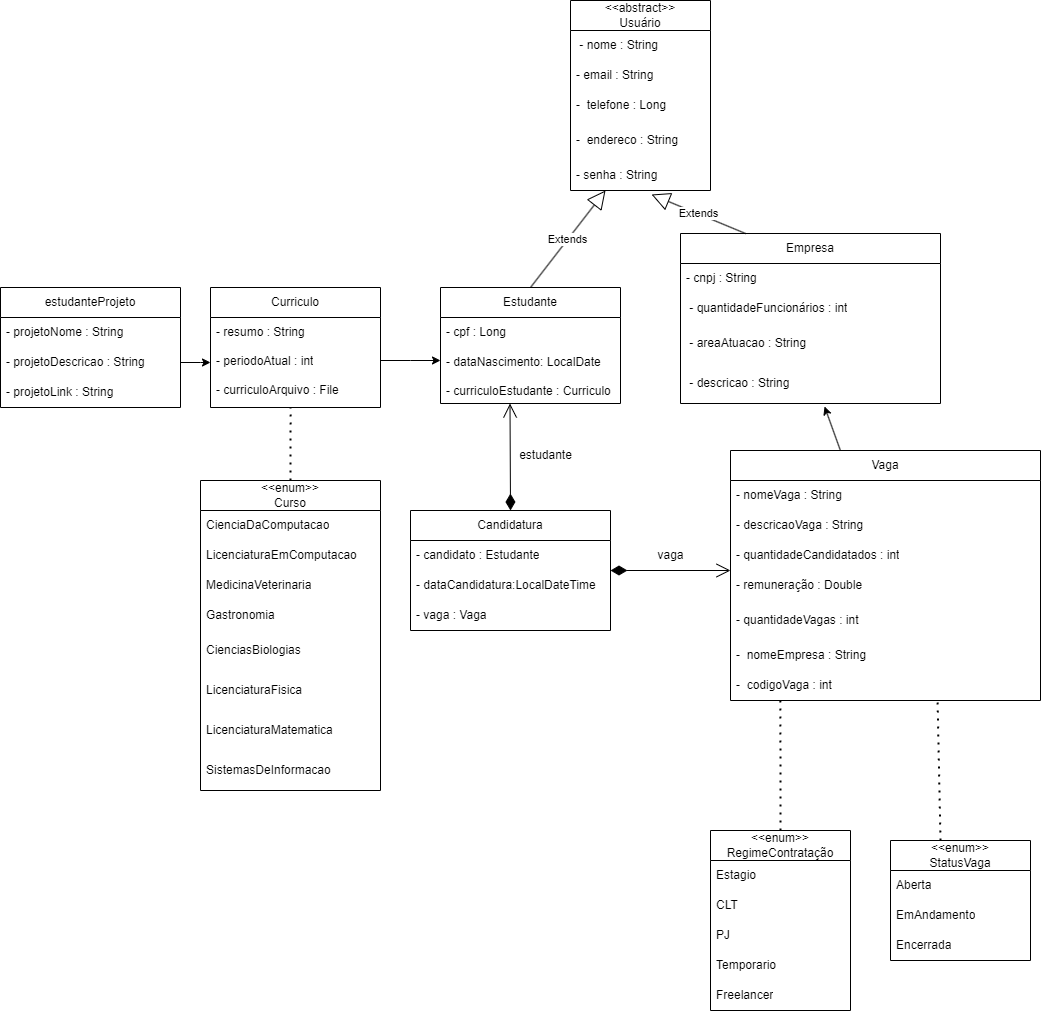 <<abstract>>
Usuário
- nome : String
- email : String
- telefone : Long
- endereco : String
- senha : String
Extends
Extends
Empresa
- cnpj : String
- quantidadeFuncionários : int
- areaAtuacao : String
- descricao : String
estudanteProjeto
- projetoNome : String
- projetoDescricao : String
- projetoLink : String
Curriculo
- resumo : String
- periodoAtual : int
- curriculoArquivo : File
Estudante
- cpf : Long
- dataNascimento: LocalDate
- curriculoEstudante : Curriculo
estudante
<<enum>>
Curso
CienciaDaComputacao
LicenciaturaEmComputacao
MedicinaVeterinaria
Gastronomia
CienciasBiologias
LicenciaturaFisica
LicenciaturaMatematica
SistemasDeInformacao
Candidatura
- candidato : Estudante
- dataCandidatura:LocalDateTime
- vaga : Vaga
vaga
Vaga
- nomeVaga : String
- descricaoVaga : String
- quantidadeCandidatados : int
- remuneração : Double
- quantidadeVagas : int
- nomeEmpresa : String
- codigoVaga : int
<<enum>>
RegimeContratação
Estagio
CLT
PJ
Temporario
Freelancer
<<enum>>
StatusVaga
Aberta
EmAndamento
Encerrada